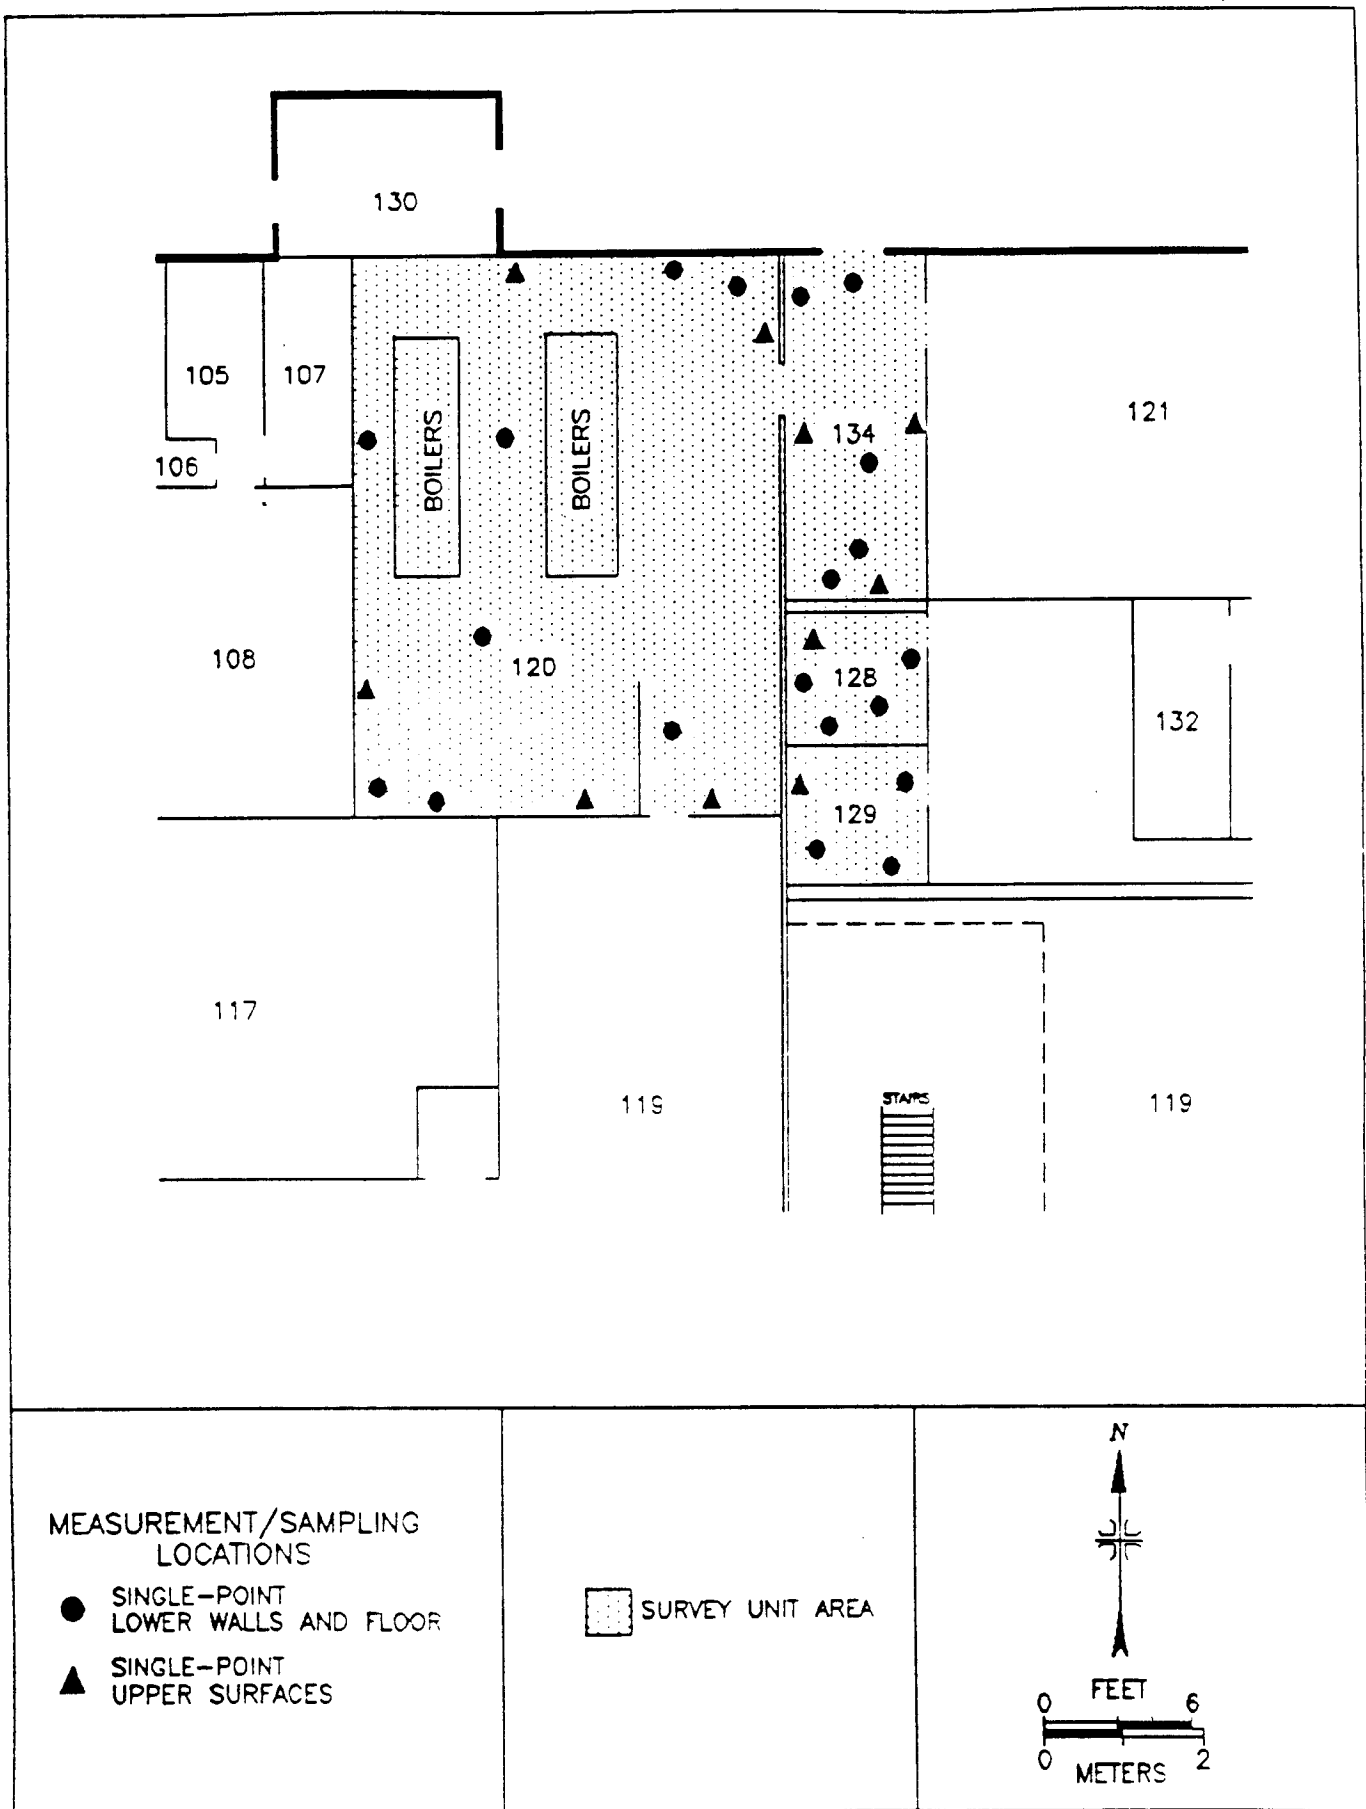 130
105
107
121
134
BOILERS
BOILERS
106
108
120
128
132
129
117
119
STAIRS
119
N
MEASUREMENT/SAMPLING
LOCATIONS
SINGLE-POINT
LOWER WALLS AND FLOOR
SURVEY UNIT AREA
SINGLE-POINT
UPPER SURFACES
0 FEET 6
0 METERS 2